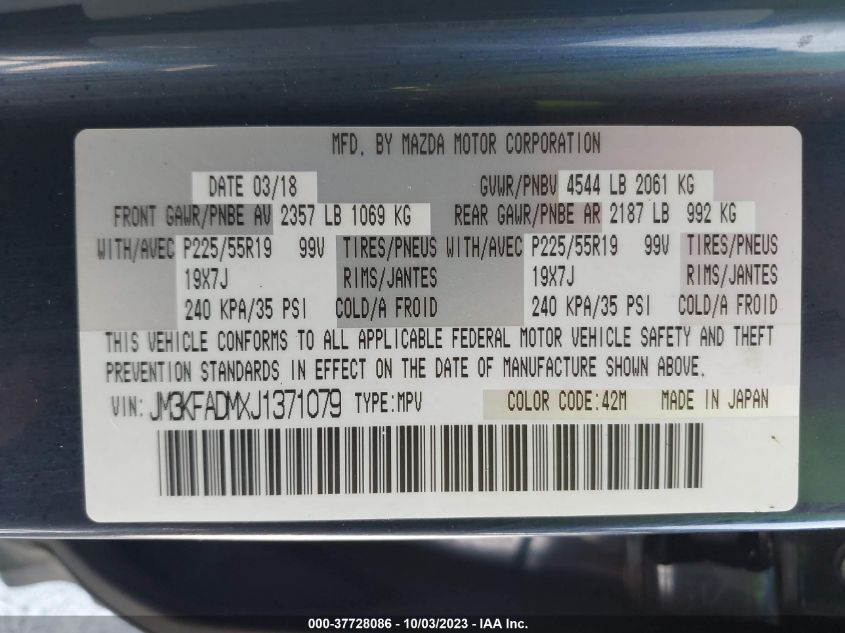 MFD. BY MAZDA MOTOR CORPORATION
DATE 03/18 GVWR/PNBV 4544 LB 2061 KG
FRONT GAWR/PNBE AV 2357 LB 1069 KG REAR GAWR/PNBE AR 2187 LB 992 KG
WITH/AVEC P225/55R19 99V TIRES/PNEUS WITH/AVEC P225/55R19 99V TIRES/PNEUS
19X7J RIMS/JANTES 19X7J RIMS/JANTES
240 KPA/35 PSI COLD/A FROID 240 KPA/35 PSI COLD/A FROID
THIS VEHICLE CONFORMS TO ALL APPLICABLE FEDERAL MOTOR VEHICLE SAFETY AND THEFT
PREVENTION STANDARDS IN EFFECT ON THE DATE OF MANUFACTURE SHOWN ABOVE.
VIN: JM3KFADMXJ1371079 TYPE:MPV COLOR CODE:42M MADE IN JAPAN
000-37728086 - 10/03/2023 - IAA Inc.